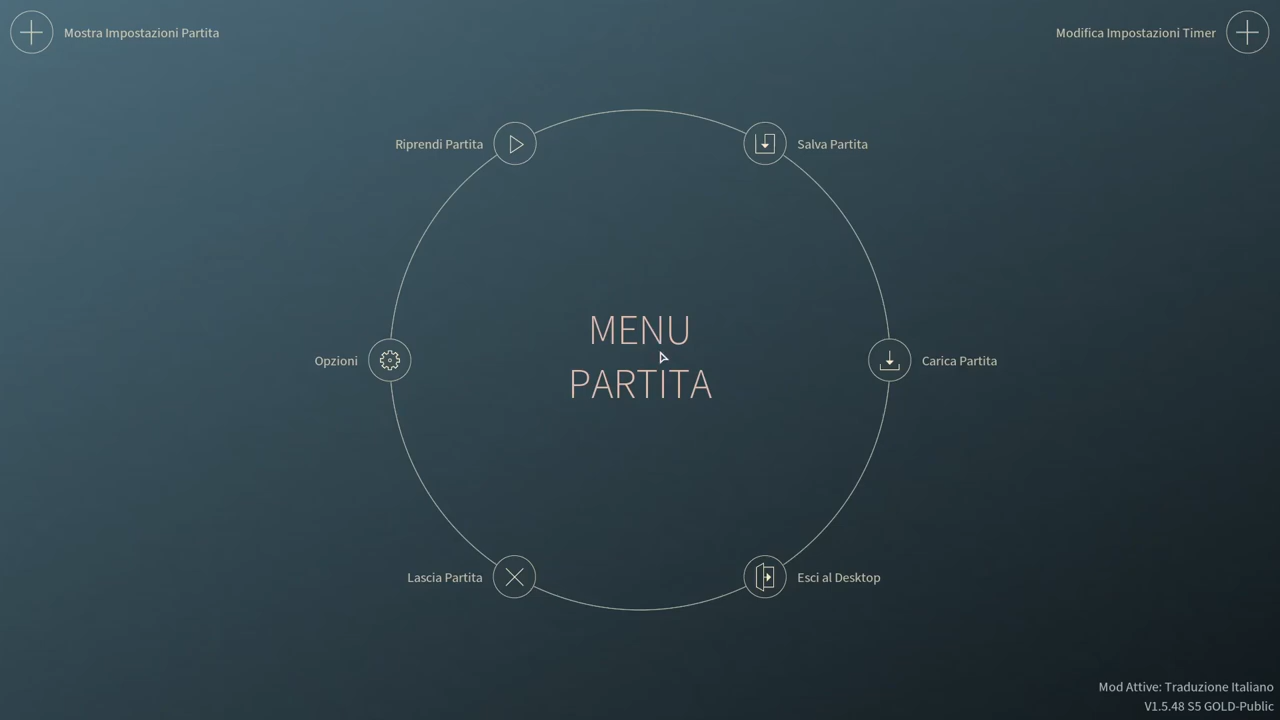 Mostra Impostazioni Partita
Modifica Impostazioni Timer
Riprendi Partita
Salva Partita
MENU
PARTITA
Opzioni
Carica Partita
Lascia Partita
Esci al Desktop
Mod Attive: Traduzione Italiano
V1.5.48 S5 GOLD-Public